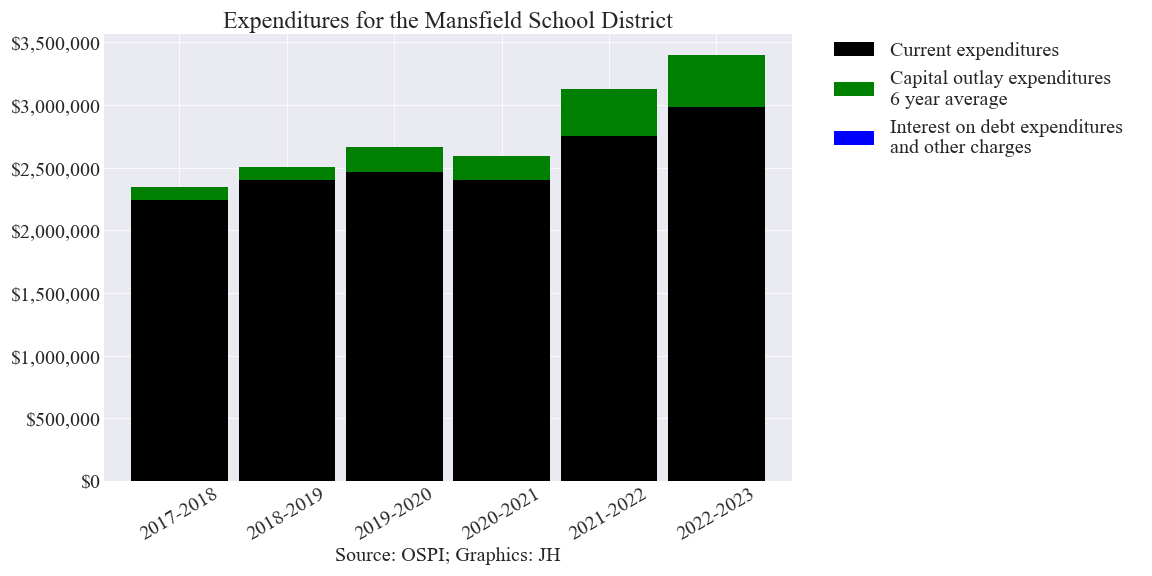 Expenditures for the Mansfield School District
$3,500,000
$3,000,000
$2,500,000
$2,000,000
$1,500,000
$1,000,000
$500,000
$0
2017-2018
2018-2019
2019-2020
2020-2021
2021-2022
2022-2023
Source: OSPI; Graphics: JH
Current expenditures
Capital outlay expenditures
6 year average
Interest on debt expenditures
and other charges